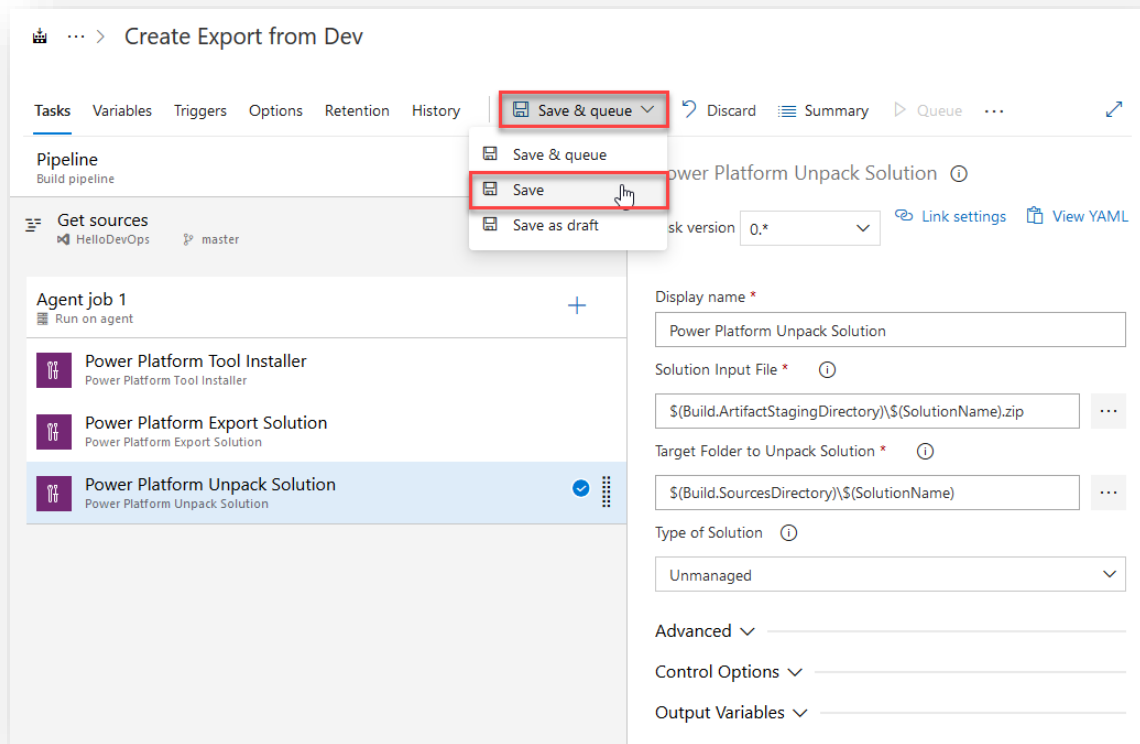 ··· > Create Export from Dev
Tasks Variables Triggers Options Retention History Save & queue Discard Summary Queue ···
Save & queue
Save
Save as draft
Pipeline
Build pipeline
Get sources
HelloDevOps master
Agent job 1
Run on agent
Power Platform Tool Installer
Power Platform Tool Installer
Power Platform Export Solution
Power Platform Export Solution
Power Platform Unpack Solution
Power Platform Unpack Solution
ower Platform Unpack Solution
sk version 0.* Link settings View YAML
Display name *
Power Platform Unpack Solution
Solution Input File *
$(Build.ArtifactStagingDirectory)\$(SolutionName).zip ···
Target Folder to Unpack Solution *
$(Build.SourcesDirectory)\$(SolutionName) ···
Type of Solution
Unmanaged
Advanced
Control Options
Output Variables